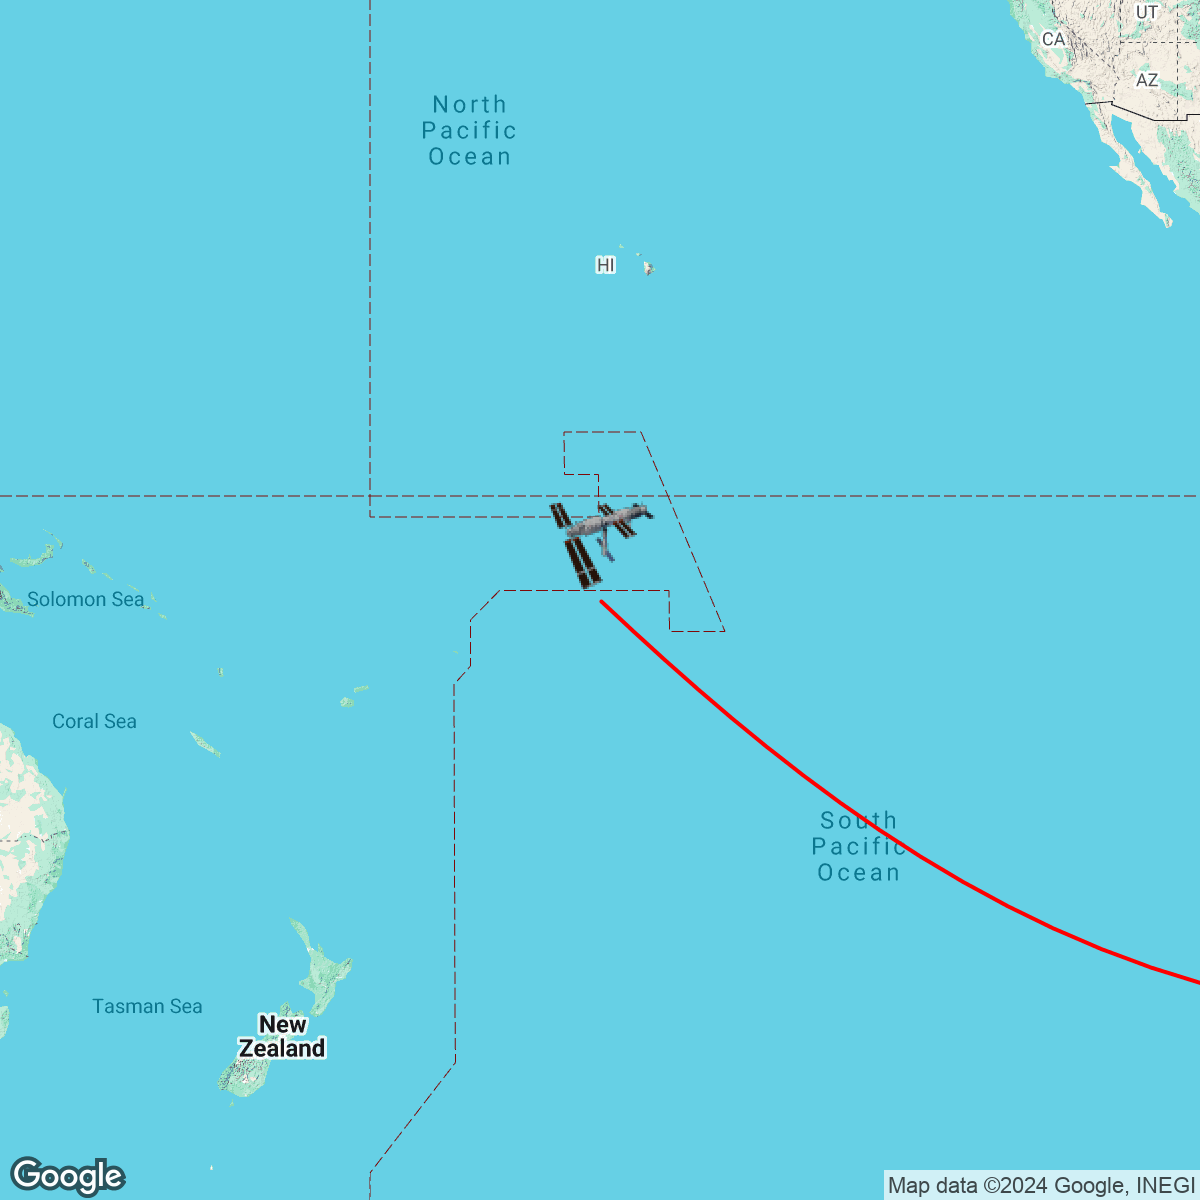 UT
CA
AZ
North
Pacific
Ocean
HI
Solomon Sea
Coral Sea
South
Pacific
Ocean
Tasman Sea
New
Zealand
Google
Map data ©2024 Google, INEGI